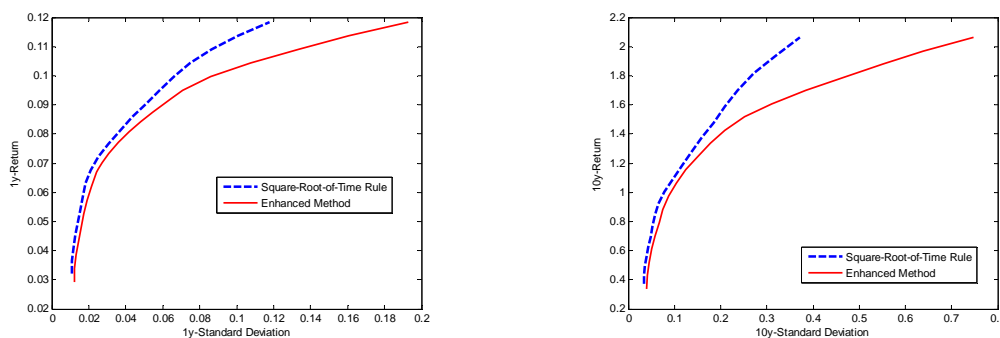 0.12
0.11
0.1
0.09
0.08
0.07
0.06
0.05
0.04
0.03
0.02
1y-Return
0 0.02 0.04 0.06 0.08 0.1 0.12 0.14 0.16 0.18 0.2
1y-Standard Deviation
Square-Root-of-Time Rule
Enhanced Method
2.2
2
1.8
1.6
1.4
1.2
1
0.8
0.6
0.4
0.2
10y-Return
0 0.1 0.2 0.3 0.4 0.5 0.6 0.7
10y-Standard Deviation
Square-Root-of-Time Rule
Enhanced Method